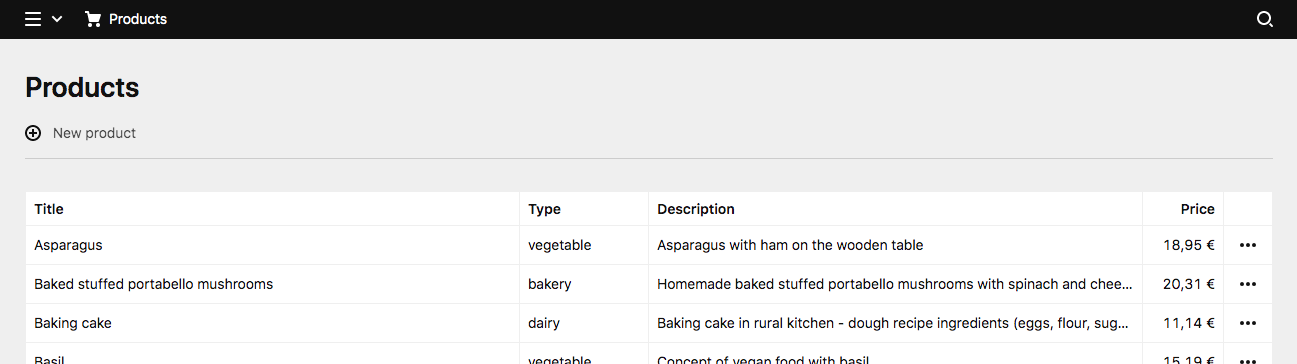 Products
Products
New product
Title Type Description Price
Asparagus vegetable Asparagus with ham on the wooden table 18,95 €
Baked stuffed portabello mushrooms bakery Homemade baked stuffed portabello mushrooms with spinach and chee... 20,31 €
Baking cake dairy Baking cake in rural kitchen - dough recipe ingredients (eggs, flour, sug... 11,14 €
Basil vegetable Concept of vegan food with basil 15,19 €